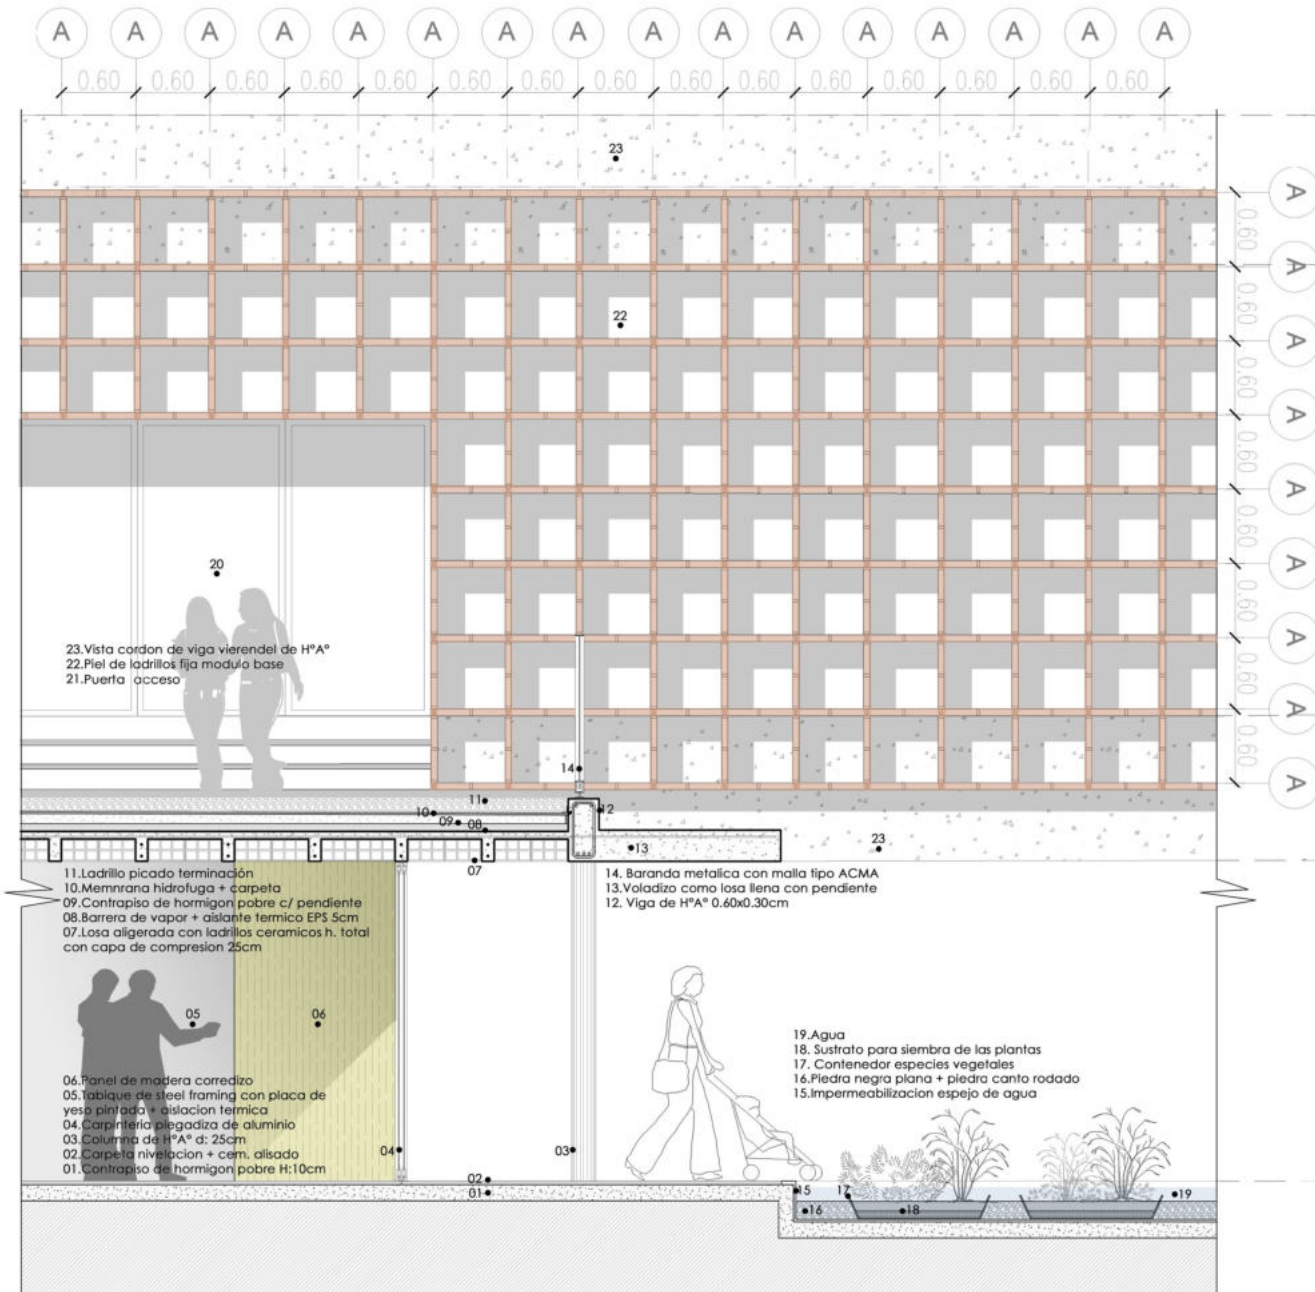 A A A A A A A A A A A A A A A A
0.60 0.60 0.60 0.60 0.60 0.60 0.60 0.60 0.60 0.60 0.60 0.60 0.60 0.60 0.60
23
A
0.60
A
0.60
22
A
0.60
A
0.60
A
0.60
A
20
0.60
A
23.Vista cordon de viga vierendel de HºAº
22.Piel de ladrillos fija modulo base
21.Puerta acceso
0.60
A
0.60
14
A
11
10
12
09
08
13
23
07
11.Ladrillo picado terminación
10.Memnrana hidrofuga + carpeta
09.Contrapiso de hormigon pobre c/ pendiente
08.Barrera de vapor + aislante termico EPS 5cm
07.Losa aligerada con ladrillos ceramicos h. total
con capa de compresion 25cm
14. Baranda metalica con malla tipo ACMA
13.Voladizo como losa llena con pendiente
12. Viga de HºAº 0.60x0.30cm
05
06
19.Agua
18. Sustrato para siembra de las plantas
17. Contenedor especies vegetales
16.Piedra negra plana + piedra canto rodado
15.Impermeabilizacion espejo de agua
06.Panel de madera corredizo
05.Tabique de steel framing con placa de
yeso pintada + aislacion termica
04.Carpinteria plegadiza de aluminio
03.Columna de HºAº d: 25cm
02.Carpeta nivelacion + cem. alisado
01.Contrapiso de hormigon pobre H:10cm
04
03
02
01
15
17
19
16
18